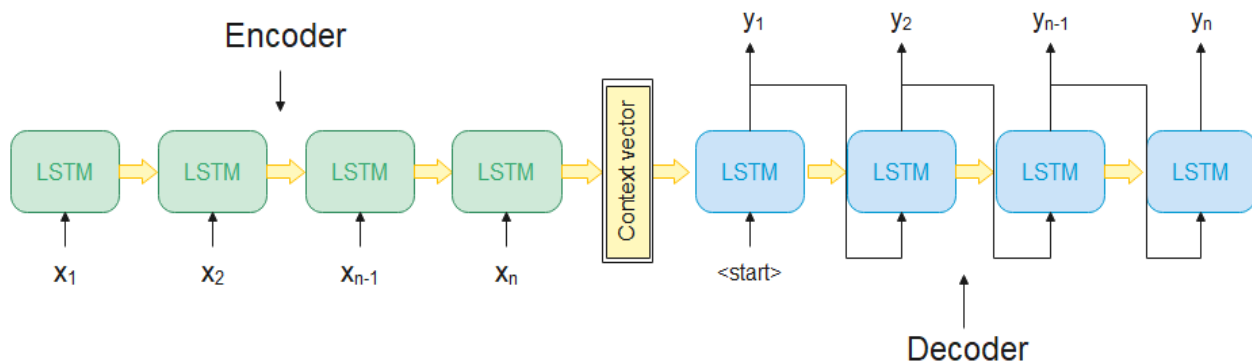 Encoder
y1 y2 yn-1 yn
LSTM LSTM LSTM LSTM Context vector LSTM LSTM LSTM LSTM
x1 x2 xn-1 xn <start>
Decoder